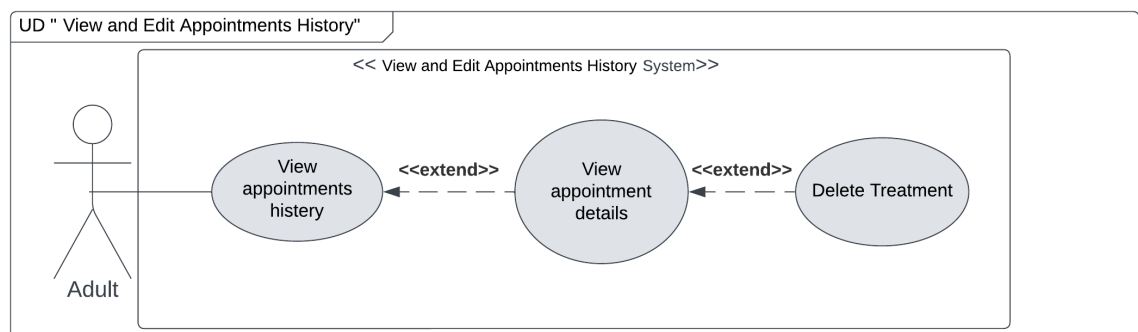 UD " View and Edit Appointments History"
<< View and Edit Appointments History System>>
View
appointments
histery
<<extend>>
View
appointment
details
<<extend>>
Delete Treatment
Adult